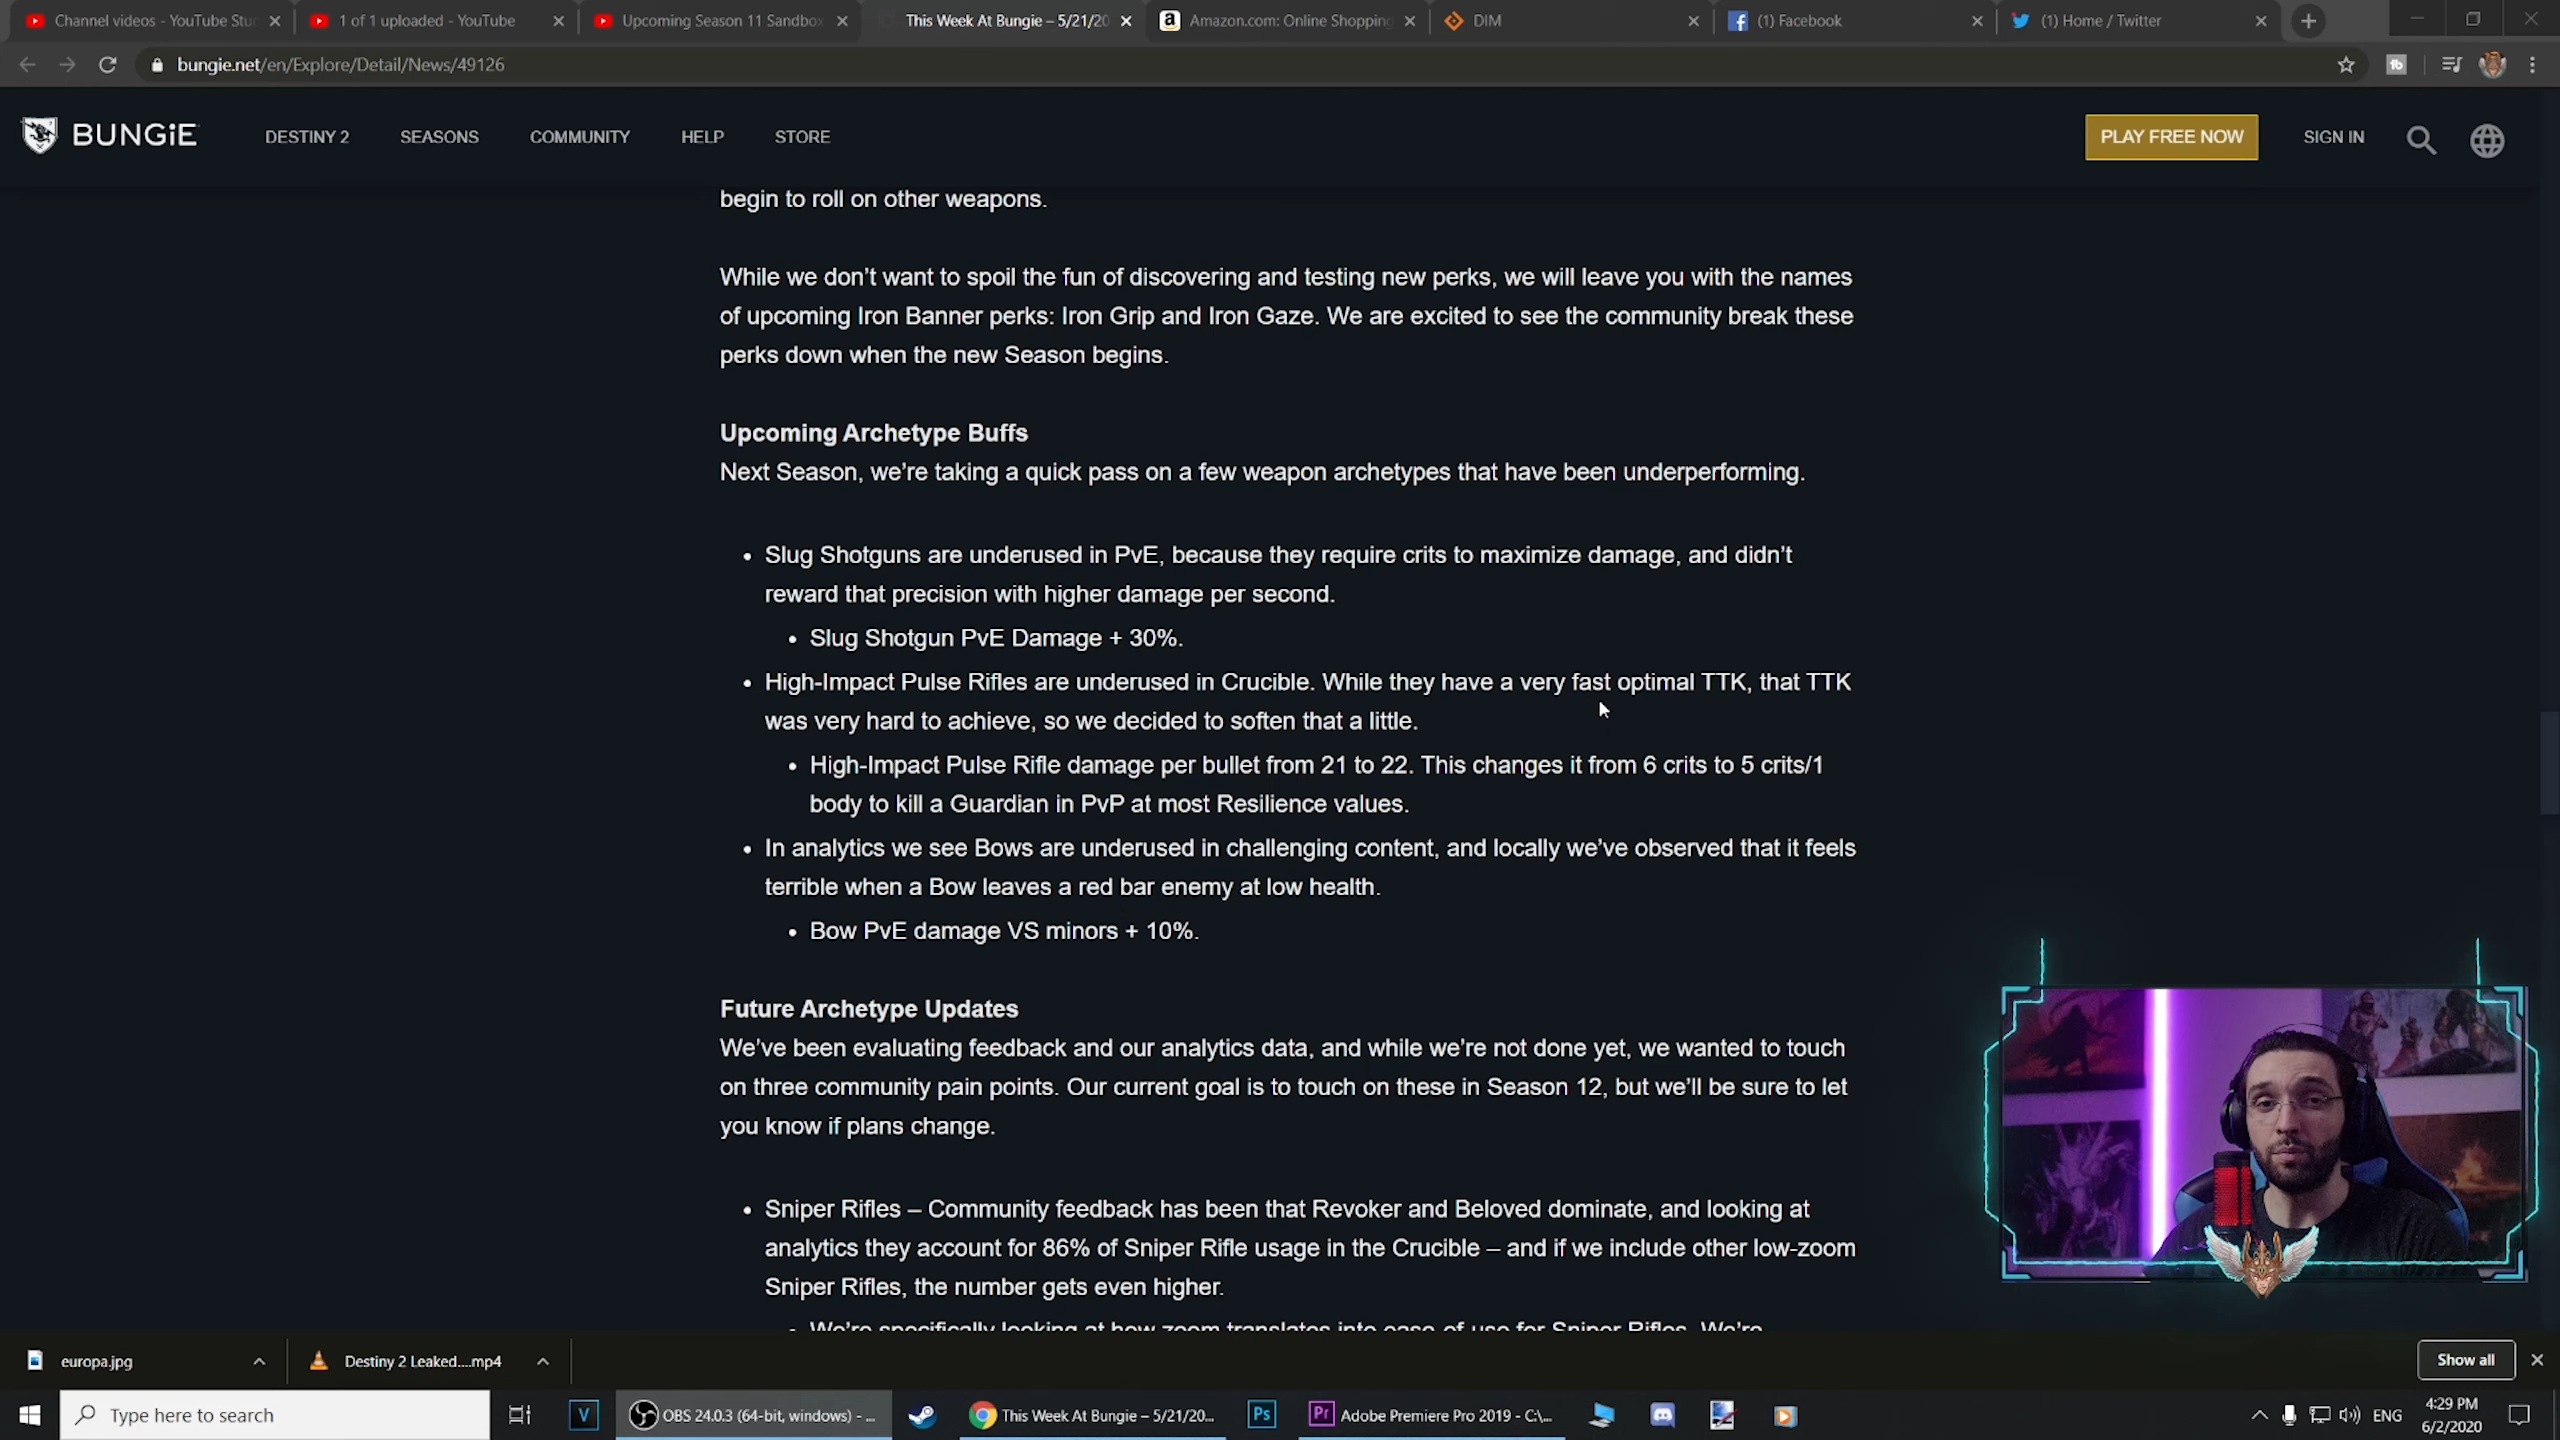 Channel videos - YouTube Stu
1 of 1 uploaded - YouTube
Upcoming Season 11 Sandbox
This Week At Bungie – 5/21/20
Amazon.com: Online Shopping
DIM
(1) Facebook
(1) Home / Twitter
bungie.net/en/Explore/Detail/News/49126
BUNGiE
DESTINY 2
SEASONS
COMMUNITY
HELP
STORE
PLAY FREE NOW
SIGN IN
begin to roll on other weapons.
While we don’t want to spoil the fun of discovering and testing new perks, we will leave you with the names
of upcoming Iron Banner perks: Iron Grip and Iron Gaze. We are excited to see the community break these
perks down when the new Season begins.
Upcoming Archetype Buffs
Next Season, we’re taking a quick pass on a few weapon archetypes that have been underperforming.
• Slug Shotguns are underused in PvE, because they require crits to maximize damage, and didn’t
reward that precision with higher damage per second.
• Slug Shotgun PvE Damage + 30%.
• High-Impact Pulse Rifles are underused in Crucible. While they have a very fast optimal TTK, that TTK
was very hard to achieve, so we decided to soften that a little.
• High-Impact Pulse Rifle damage per bullet from 21 to 22. This changes it from 6 crits to 5 crits/1
body to kill a Guardian in PvP at most Resilience values.
• In analytics we see Bows are underused in challenging content, and locally we’ve observed that it feels
terrible when a Bow leaves a red bar enemy at low health.
• Bow PvE damage VS minors + 10%.
Future Archetype Updates
We’ve been evaluating feedback and our analytics data, and while we’re not done yet, we wanted to touch
on three community pain points. Our current goal is to touch on these in Season 12, but we’ll be sure to let
you know if plans change.
• Sniper Rifles – Community feedback has been that Revoker and Beloved dominate, and looking at
analytics they account for 86% of Sniper Rifle usage in the Crucible – and if we include other low-zoom
Sniper Rifles, the number gets even higher.
• We’re specifically looking at how zoom translates into ease of use for Sniper Rifles. We’re
europa.jpg
Destiny 2 Leaked....mp4
Show all
Type here to search
V
OBS 24.0.3 (64-bit, windows) - ...
This Week At Bungie – 5/21/20...
Ps
Pr
Adobe Premiere Pro 2019 - C:\...
ENG
4:29 PM
6/2/2020